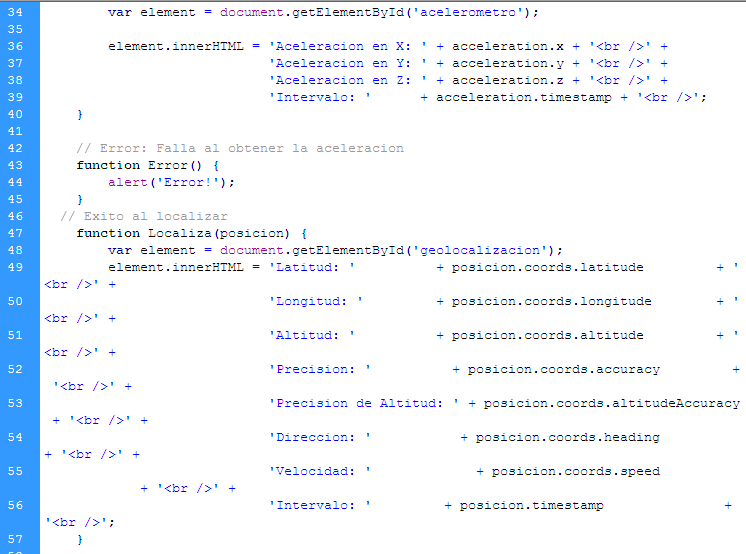 34 var element = document.getElementById('acelerometro');
35
36 element.innerHTML = 'Aceleracion en X: ' + acceleration.x + '<br />' +
37 'Aceleracion en Y: ' + acceleration.y + '<br />' +
38 'Aceleracion en Z: ' + acceleration.z + '<br />' +
39 'Intervalo: ' + acceleration.timestamp + '<br />';
40 }
41
42 // Error: Falla al obtener la aceleracion
43 function Error() {
44 alert('Error!');
45 }
46 // Exito al localizar
47 function Localiza(posicion) {
48 var element = document.getElementById('geolocalizacion');
49 element.innerHTML = 'Latitud: ' + posicion.coords.latitude + '
<br />' +
50 'Longitud: ' + posicion.coords.longitude + '
<br />' +
51 'Altitud: ' + posicion.coords.altitude + '
<br />' +
52 'Precision: ' + posicion.coords.accuracy +
'<br />' +
53 'Precision de Altitud: ' + posicion.coords.altitudeAccuracy
+ '<br />' +
54 'Direccion: ' + posicion.coords.heading
+ '<br />' +
55 'Velocidad: ' + posicion.coords.speed
+ '<br />' +
56 'Intervalo: ' + posicion.timestamp +
'<br />';
57 }